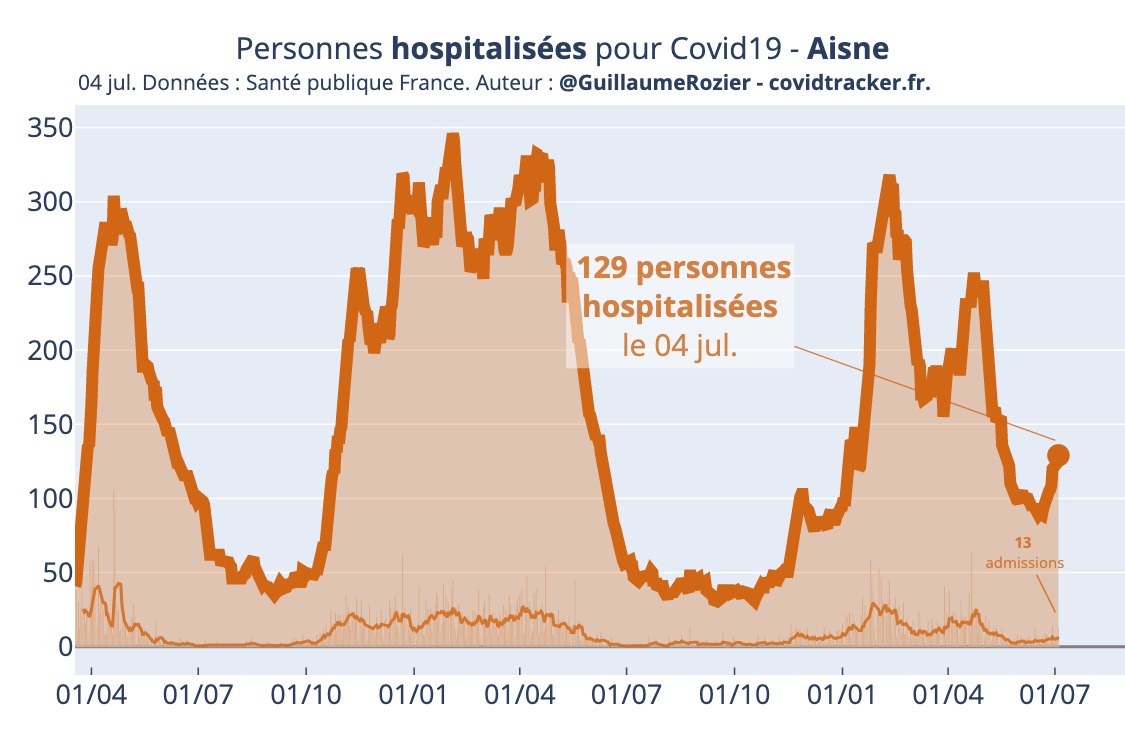 Personnes hospitalisées pour Covid19 - Aisne
04 jul. Données : Santé publique France. Auteur : @GuillaumeRozier - covidtracker.fr.
350
300
250
200
150
100
50
0
129 personnes
hospitalisées
le 04 jul.
13
admissions
01/04 01/07 01/10 01/01 01/04 01/07 01/10 01/01 01/04 01/07